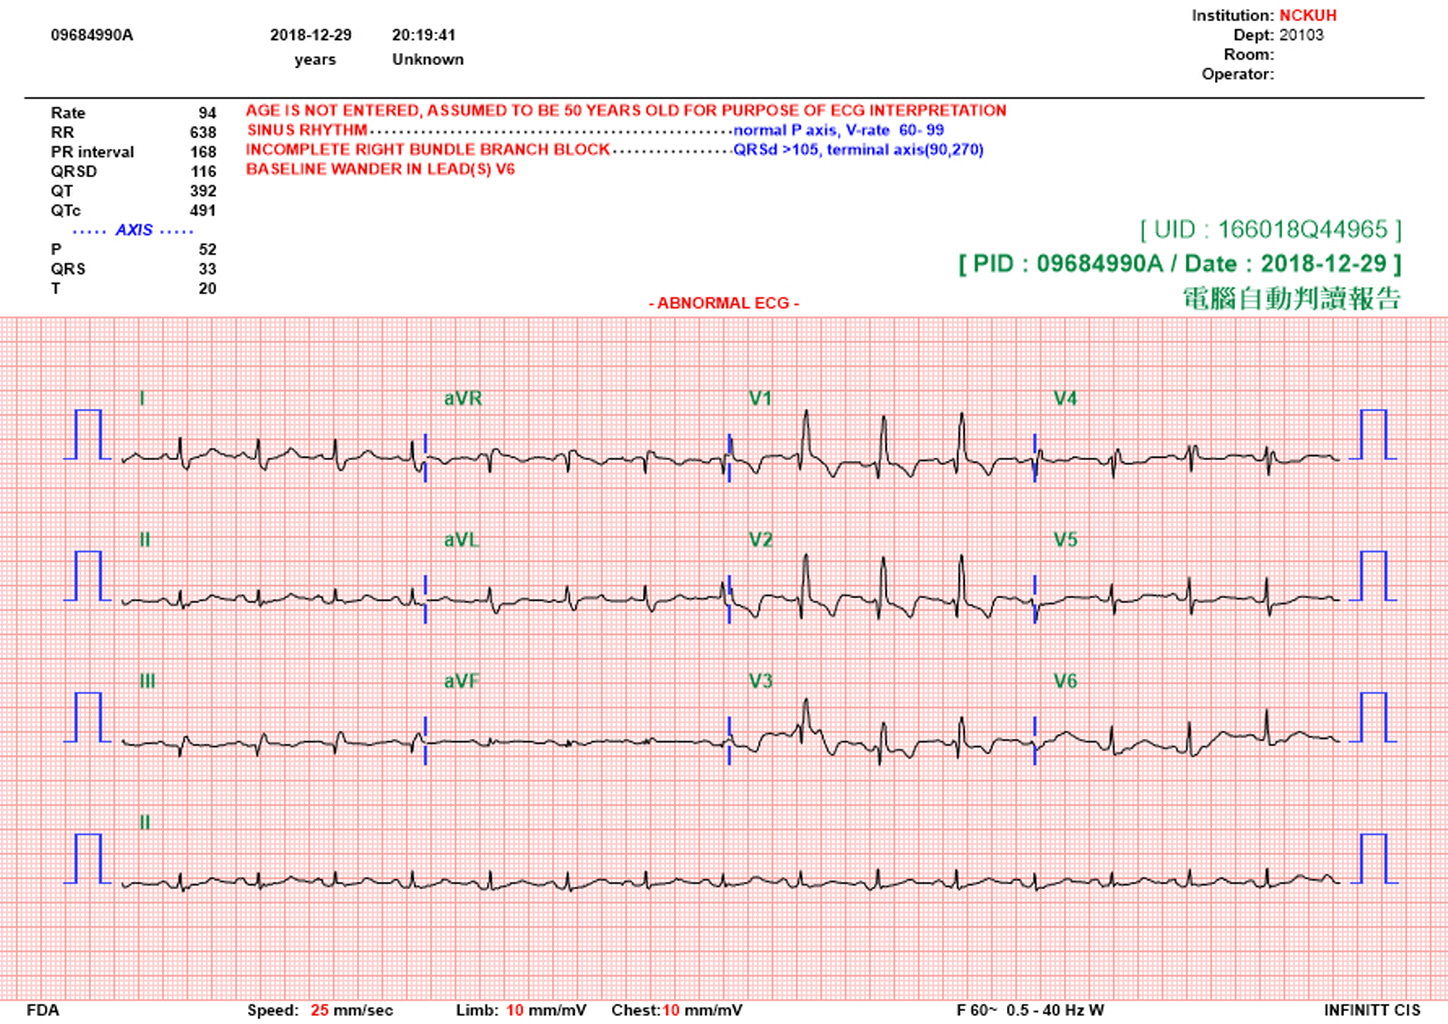 Institution: NCKUH
09684990A 2018-12-29 20:19:41
Dept: 20103
years Unknown
Room:
Operator:
Rate 94
RR 638
PR interval 168
QRSD 116
QT 392
QTc 491
····· AXIS ·····
P 52
QRS 33
T 20
AGE IS NOT ENTERED, ASSUMED TO BE 50 YEARS OLD FOR PURPOSE OF ECG INTERPRETATION
SINUS RHYTHM................................................normal P axis, V-rate 60- 99
INCOMPLETE RIGHT BUNDLE BRANCH BLOCK...............QRSd >105, terminal axis(90,270)
BASELINE WANDER IN LEAD(S) V6
[ UID : 166018Q44965 ]
[ PID : 09684990A / Date : 2018-12-29 ]
電腦自動判讀報告
- ABNORMAL ECG -
I aVR V1 V4
II aVL V2 V5
III aVF V3 V6
II
FDA Speed: 25 mm/sec Limb: 10 mm/mV Chest:10 mm/mV F 60~ 0.5 - 40 Hz W INFINITT CIS